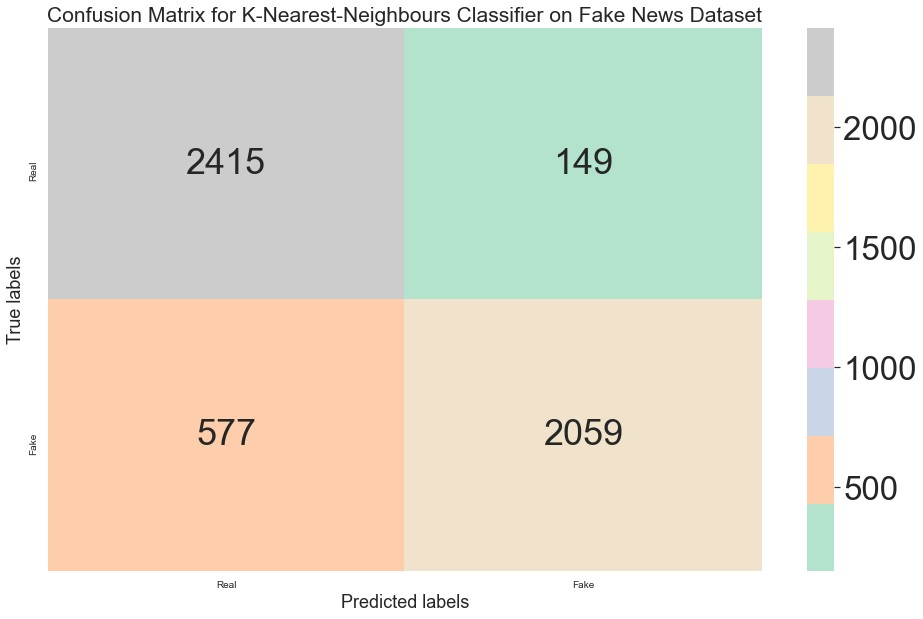 Confusion Matrix for K-Nearest-Neighbours Classifier on Fake News Dataset
True labels
Real
2415
149
Fake
577
2059
Real
Fake
Predicted labels
2000
1500
1000
500